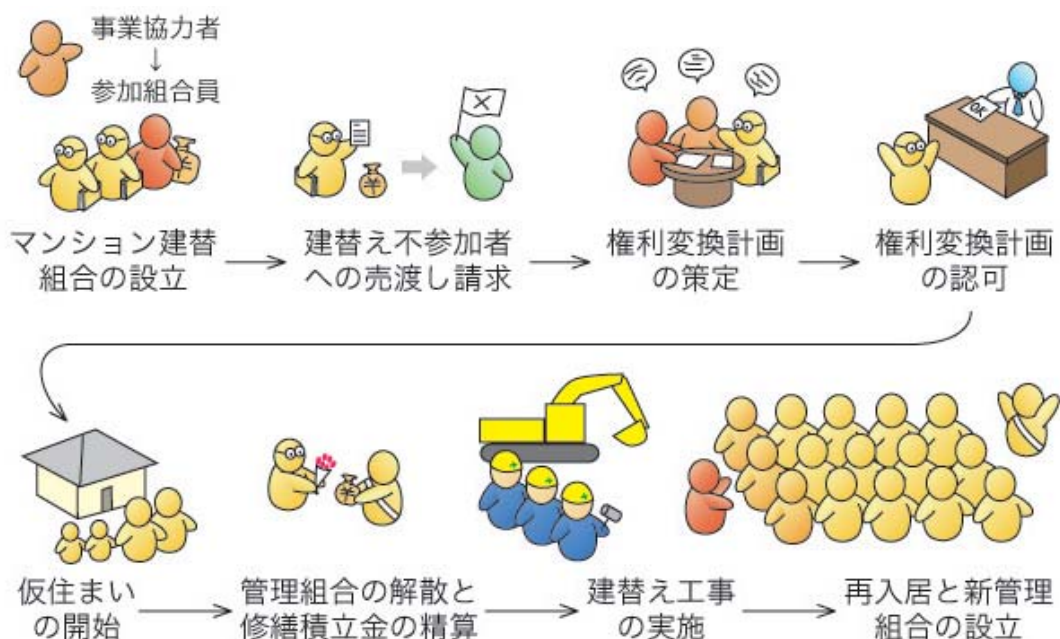 事業協力者
↓
参加組合員
¥
×
OK
マンション建替
組合の設立
建替え不参加者
への売渡し請求
権利変換計画
の策定
権利変換計画
の認可
¥
仮住まい
の開始
管理組合の解散と
修繕積立金の精算
建替え工事
の実施
再入居と新管理
組合の設立